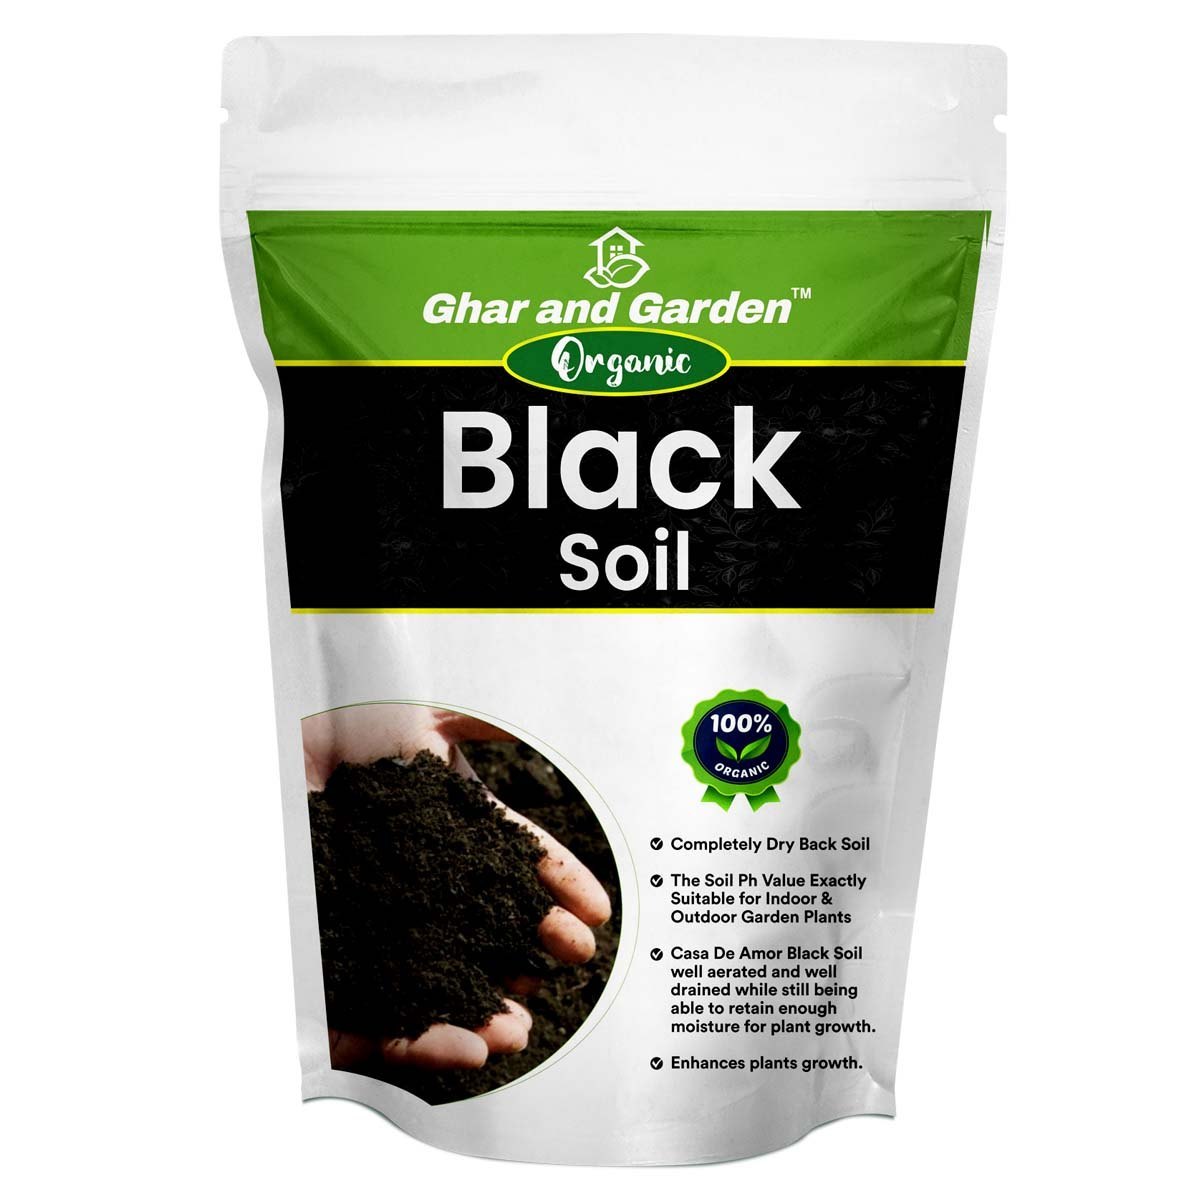 Ghar and Garden™
Organic
Black
Soil
100%
ORGANIC
Completely Dry Back Soil
The Soil Ph Value Exactly
Suitable for Indoor &
Outdoor Garden Plants
Casa De Amor Black Soil
well aerated and well
drained while still being
able to retain enough
moisture for plant growth.
Enhances plants growth.